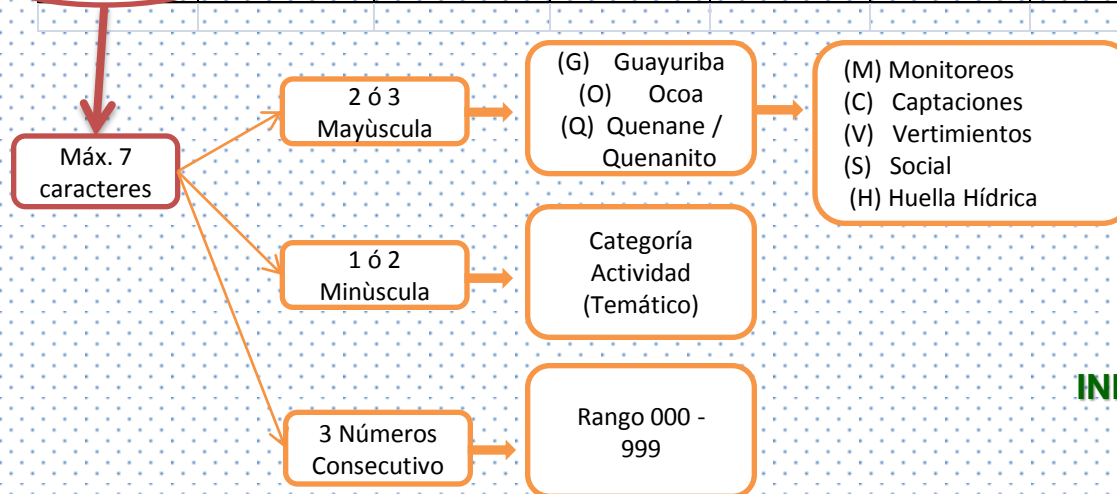 Máx. 7
caracteres
2 ó 3
Mayùscula
(G) Guayuriba
(O) Ocoa
(Q) Quenane /
Quenanito
(M) Monitoreos
(C) Captaciones
(V) Vertimientos
(S) Social
(H) Huella Hídrica
1 ó 2
Minùscula
Categoría
Actividad
(Temático)
3 Números
Consecutivo
Rango 000 -
999